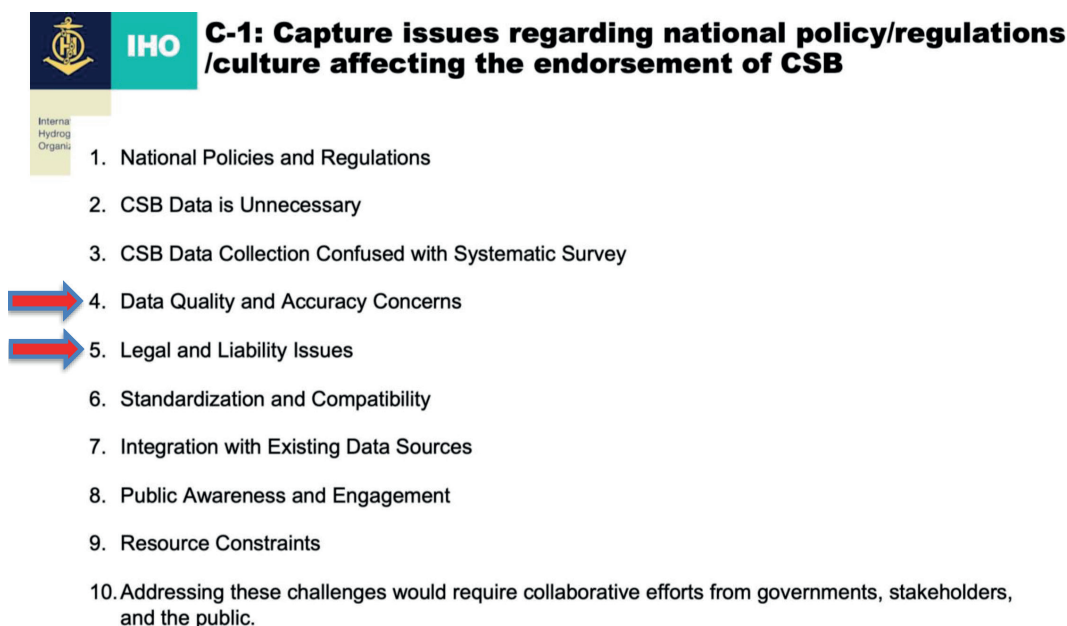 IHO
C-1: Capture issues regarding national policy/regulations
/culture affecting the endorsement of CSB
Interna
Hydrog
Organiz
1. National Policies and Regulations
2. CSB Data is Unnecessary
3. CSB Data Collection Confused with Systematic Survey
4. Data Quality and Accuracy Concerns
5. Legal and Liability Issues
6. Standardization and Compatibility
7. Integration with Existing Data Sources
8. Public Awareness and Engagement
9. Resource Constraints
10. Addressing these challenges would require collaborative efforts from governments, stakeholders,
and the public.